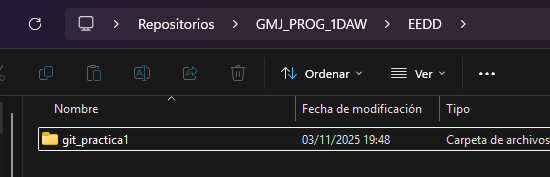 Repositorios > GMJ_PROG_1DAW > EEDD >
Ordenar Ver ...
Nombre Fecha de modificación Tipo
git_practica1 03/11/2025 19:48 Carpeta de archivos